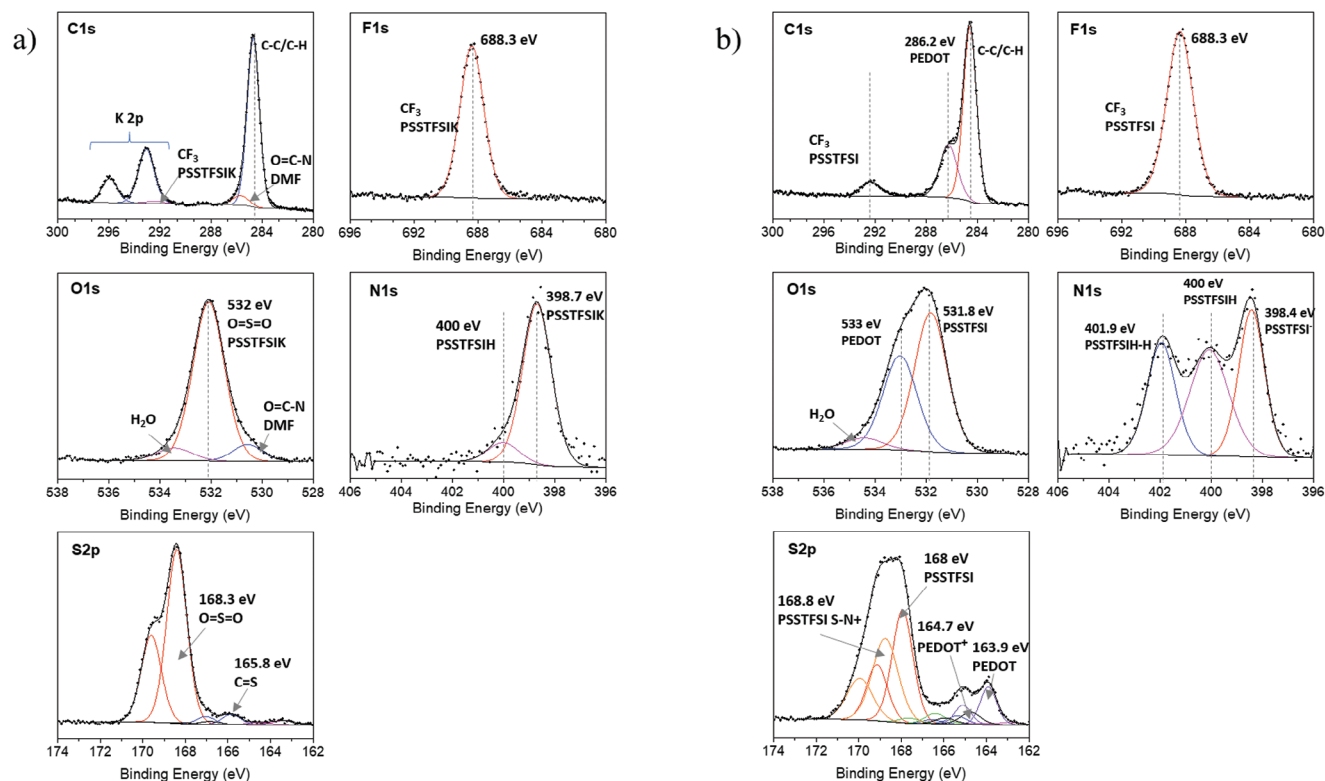 a)
C1s
C-C/C-H
K 2p
CF3
PSSTFSIK
O=C-N
DMF
300 296 292 288 284 280
Binding Energy (eV)
F1s
688.3 eV
CF3
PSSTFSIK
696 692 688 684 680
Binding Energy (eV)
O1s
532 eV
O=S=O
PSSTFSIK
H2O
O=C-N
DMF
538 536 534 532 530 528
Binding Energy (eV)
N1s
398.7 eV
PSSTFSIK
400 eV
PSSTFSIH
406 404 402 400 398 396
Binding Energy (eV)
S2p
168.3 eV
O=S=O
165.8 eV
C=S
174 172 170 168 166 164 162
Binding Energy (eV)
b)
C1s
286.2 eV
PEDOT
C-C/C-H
CF3
PSSTFSI
300 296 292 288 284 280
Binding Energy (eV)
F1s
688.3 eV
CF3
PSSTFSI
696 692 688 684 680
Binding Energy (eV)
O1s
533 eV
PEDOT
531.8 eV
PSSTFSI
H2O
538 536 534 532 530 528
Binding Energy (eV)
N1s
400 eV
PSSTFSIH
401.9 eV
PSSTFSIH-H
398.4 eV
PSSTFSI-
406 404 402 400 398 396
Binding Energy (eV)
S2p
168 eV
PSSTFSI
168.8 eV
PSSTFSI S-N+
164.7 eV
PEDOT+
163.9 eV
PEDOT
174 172 170 168 166 164 162
Binding Energy (eV)